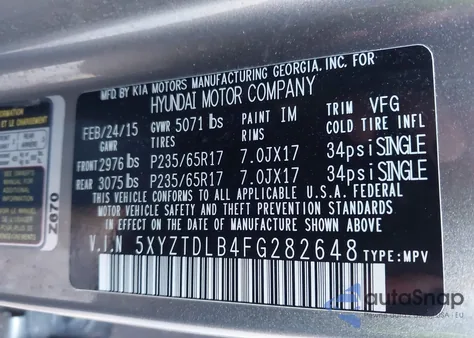 MFD. BY KIA MOTORS MANUFACTURING GEORGIA, INC. FOR
HYUNDAI MOTOR COMPANY
FEB/24/15 GVWR 5071 lbs PAINT IM TRIM VFG
GAWR TIRES RIMS COLD TIRE INFL
FRONT 2976 lbs P235/65R17 7.0JX17 34psi SINGLE
REAR 3075 lbs P235/65R17 7.0JX17 34psi SINGLE
THIS VEHICLE CONFORMS TO ALL APPLICABLE U.S.A. FEDERAL
MOTOR VEHICLE SAFETY AND THEFT PREVENTION STANDARDS
IN EFFECT ON THE DATE OF MANUFACTURE SHOWN ABOVE.
V.I.N 5XYZTDLB4FG282648 TYPE:MPV
Z670
autoSnap